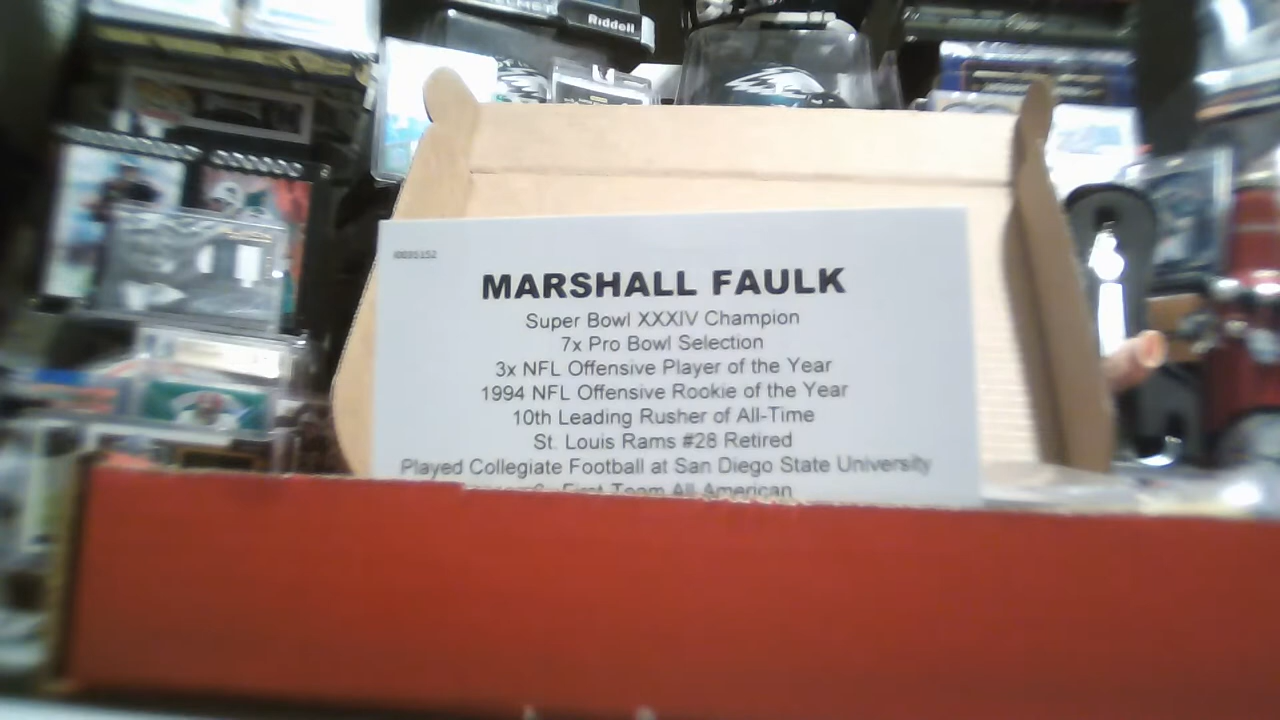 Riddell
MARSHALL FAULK
Super Bowl XXXIV Champion
7x Pro Bowl Selection
3x NFL Offensive Player of the Year
1994 NFL Offensive Rookie of the Year
10th Leading Rusher of All-Time
St. Louis Rams #28 Retired
Played Collegiate Football at San Diego State University
First Team All American